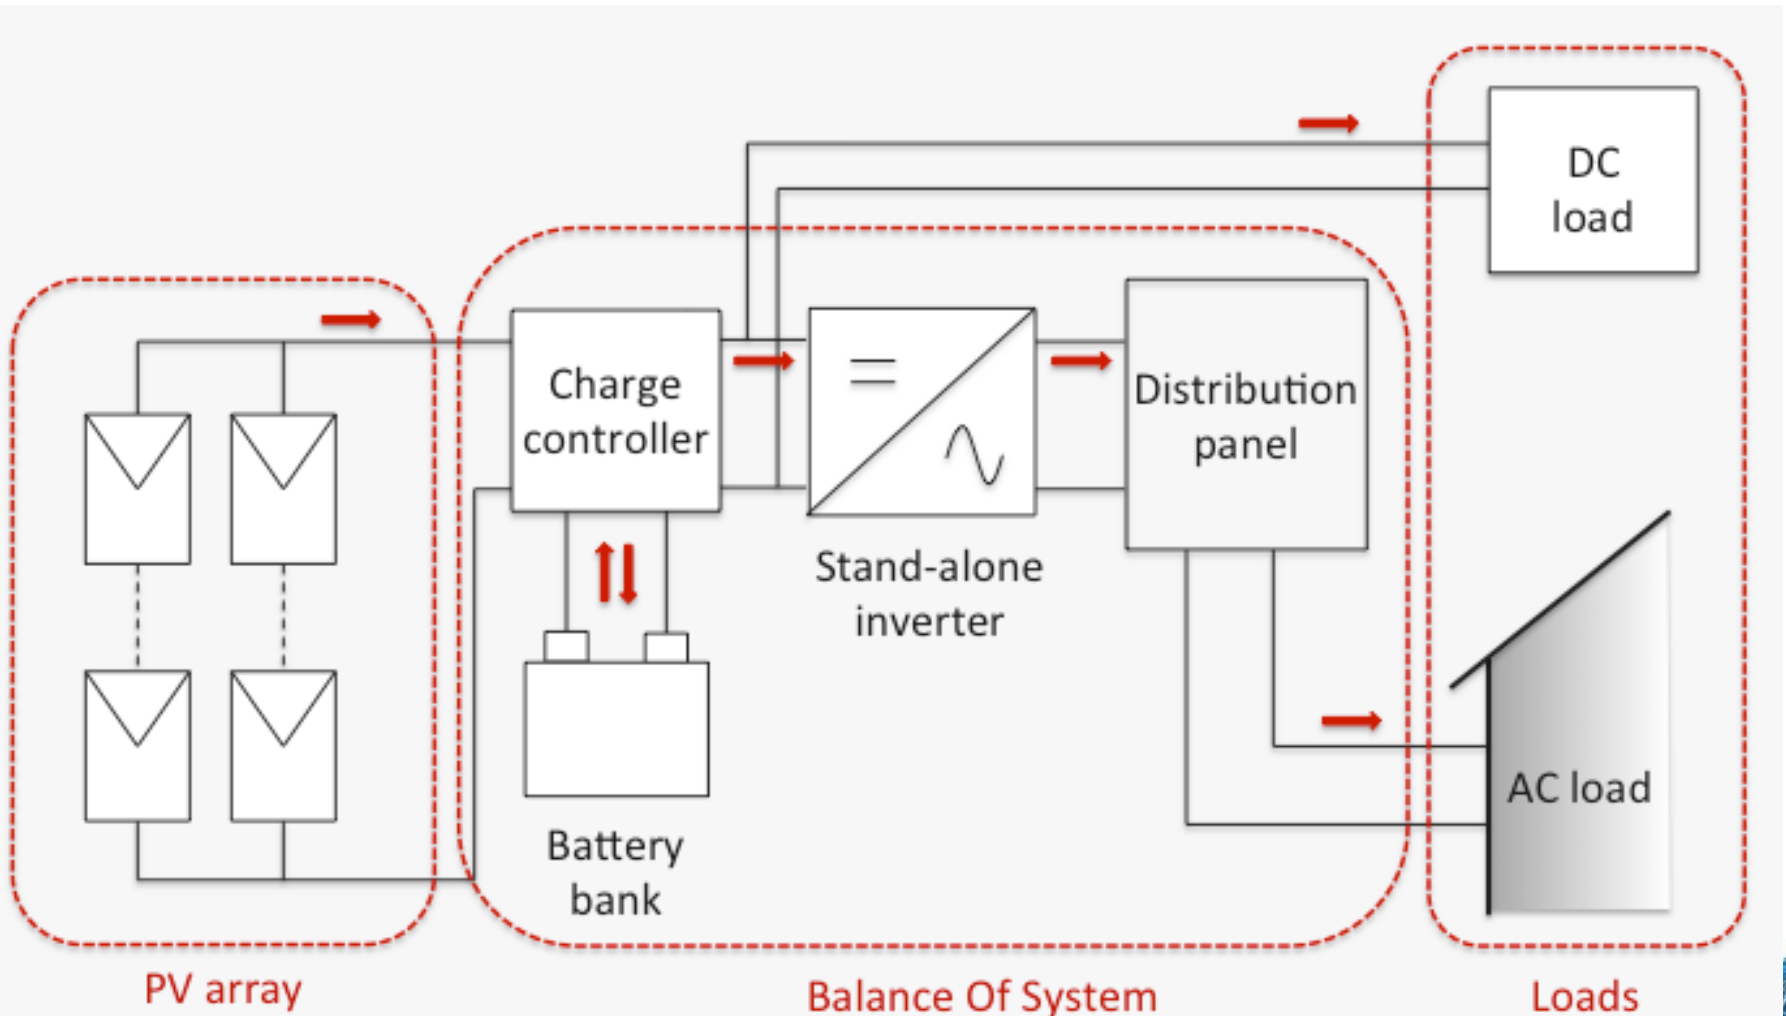 DC
load
Charge
controller
Distribution
panel
Stand-alone
inverter
AC load
Battery
bank
PV array
Balance Of System
Loads